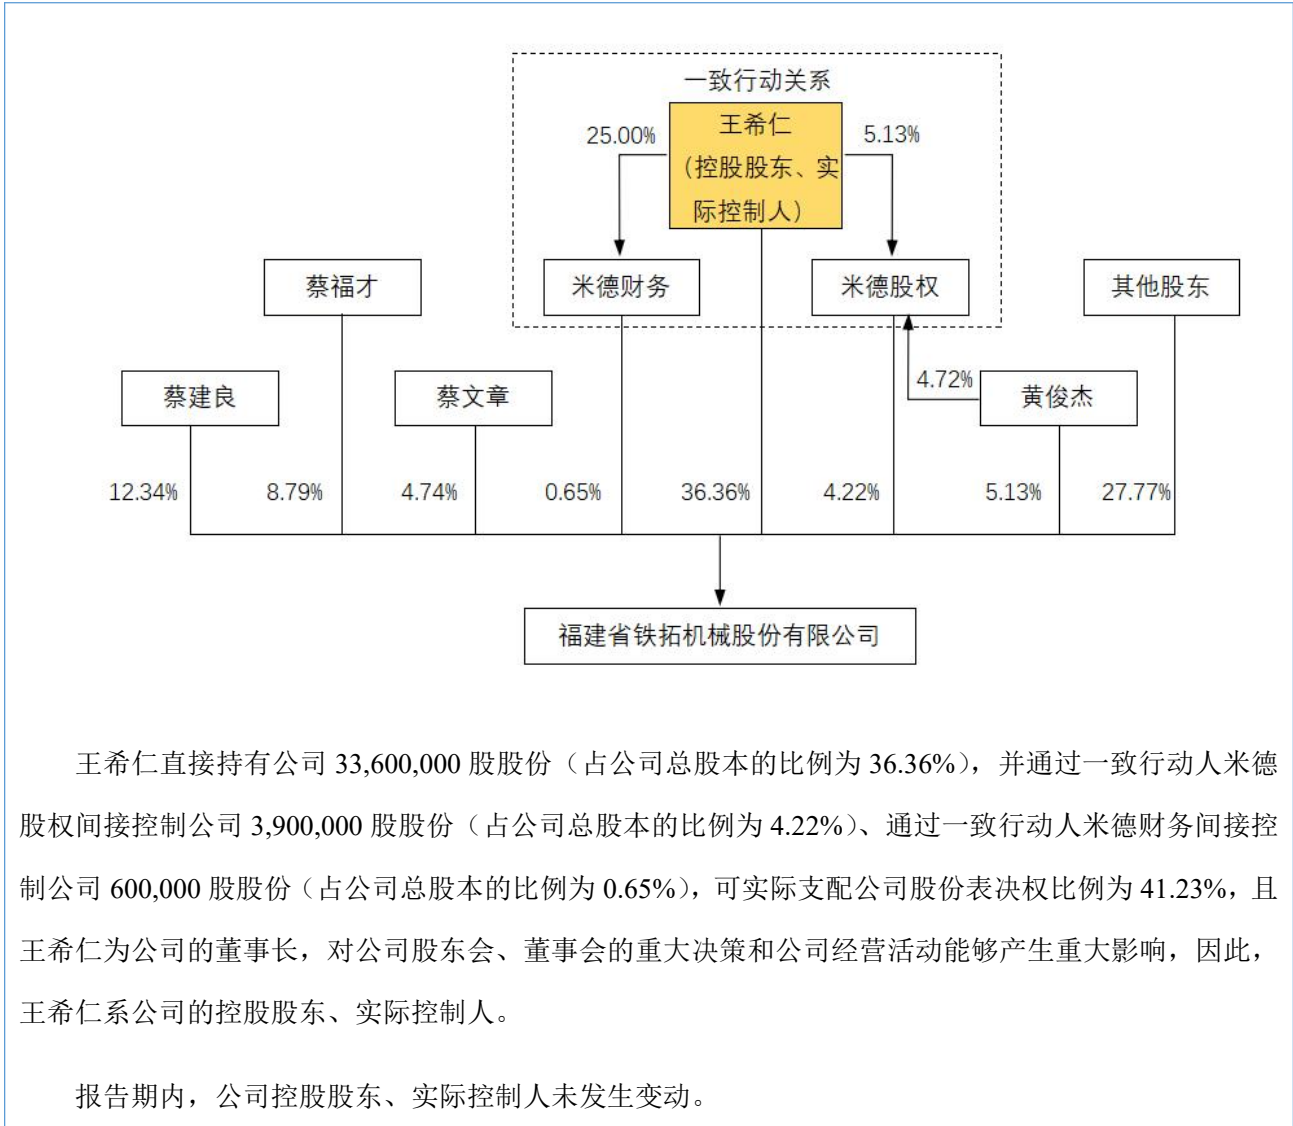 一致行动关系
王希仁
（控股股东、实
际控制人）
25.00%
5.13%
蔡福才
米德财务
米德股权
其他股东
蔡建良
蔡文章
4.72%
黄俊杰
12.34%
8.79%
4.74%
0.65%
36.36%
4.22%
5.13%
27.77%
福建省铁拓机械股份有限公司
王希仁直接持有公司 33,600,000 股股份（占公司总股本的比例为 36.36%），并通过一致行动人米德
股权间接控制公司 3,900,000 股股份（占公司总股本的比例为 4.22%）、通过一致行动人米德财务间接控
制公司 600,000 股股份（占公司总股本的比例为 0.65%），可实际支配公司股份表决权比例为 41.23%，且
王希仁为公司的董事长，对公司股东会、董事会的重大决策和公司经营活动能够产生重大影响，因此，
王希仁系公司的控股股东、实际控制人。
报告期内，公司控股股东、实际控制人未发生变动。